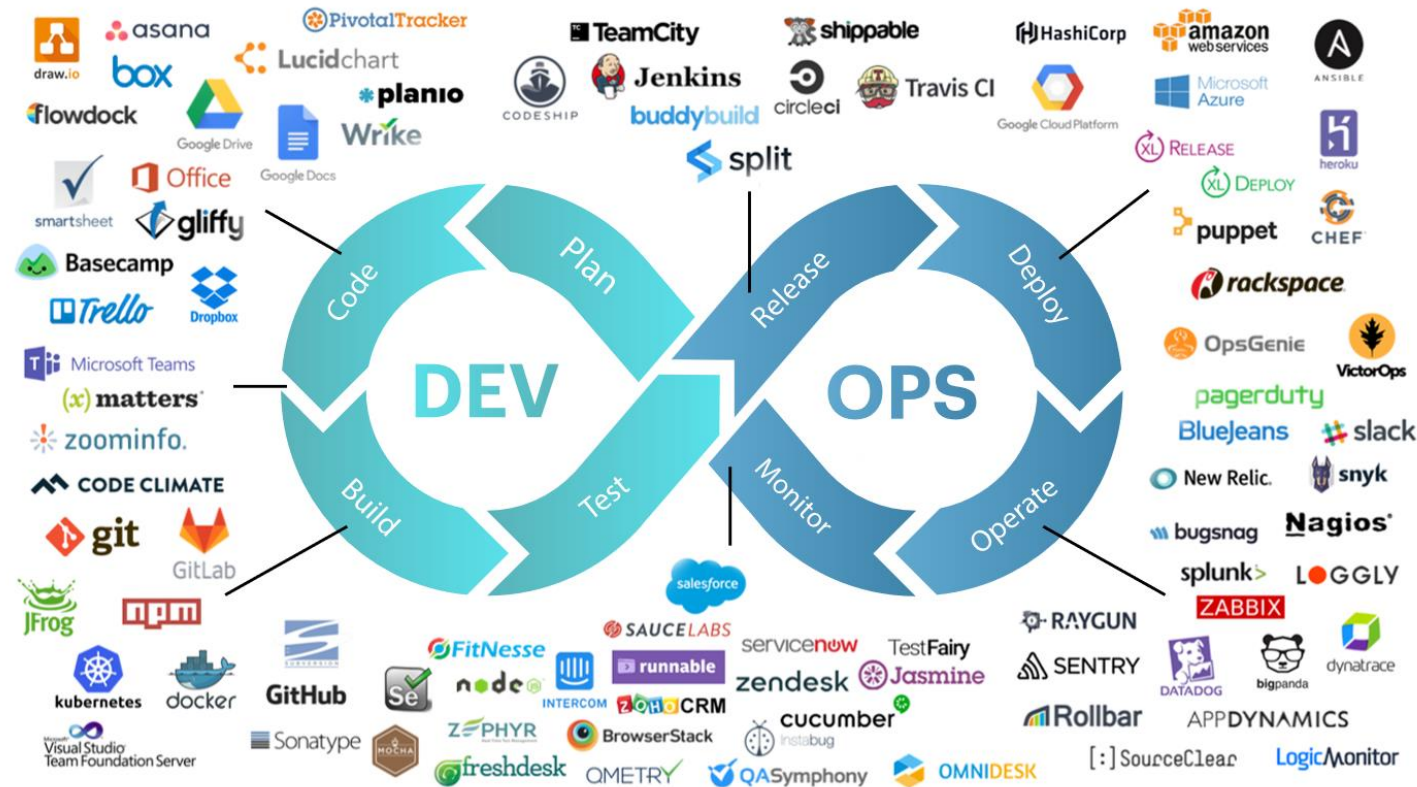 draw.io
asana
box
PivotalTracker
Lucidchart
flowdock
Google Drive
Google Docs
planio
Wrike
smartsheet
Office
gliffy
Basecamp
Trello
Dropbox
Microsoft Teams
(x)matters
zoominfo.
CODE CLIMATE
git
GitLab
JFrog
npm
kubernetes
docker
Microsoft
Visual Studio
Team Foundation Server
SUBVERSION
GitHub
Sonatype
TC
TeamCity
shippable
CODESHIP
Jenkins
buddybuild
circleci
Travis CI
split
HashiCorp
amazon
web services
ANSIBLE
Google Cloud Platform
Microsoft
Azure
XL RELEASE
XL DEPLOY
heroku
puppet
CHEF
rackspace
OpsGenie
VictorOps
pagerduty
BlueJeans
slack
New Relic.
snyk
bugsnag
Nagios®
splunk>
LOGGLY
ZABBIX
RAYGUN
SENTRY
DATADOG
bigpanda
dynatrace
Rollbar
APPDYNAMICS
[:]SourceClear
LogicMonitor
Plan
Code
Build
Test
DEV
Release
Deploy
Operate
Monitor
OPS
salesforce
SAUCELABS
FitNesse
Se
node
JS
INTERCOM
runnable
ZOHO CRM
servicenow
TestFairy
zendesk
Jasmine
cucumber
instabug
ZEPHYR
BrowserStack
MOCHA
freshdesk
QMETRY
QASymphony
OMNIDESK